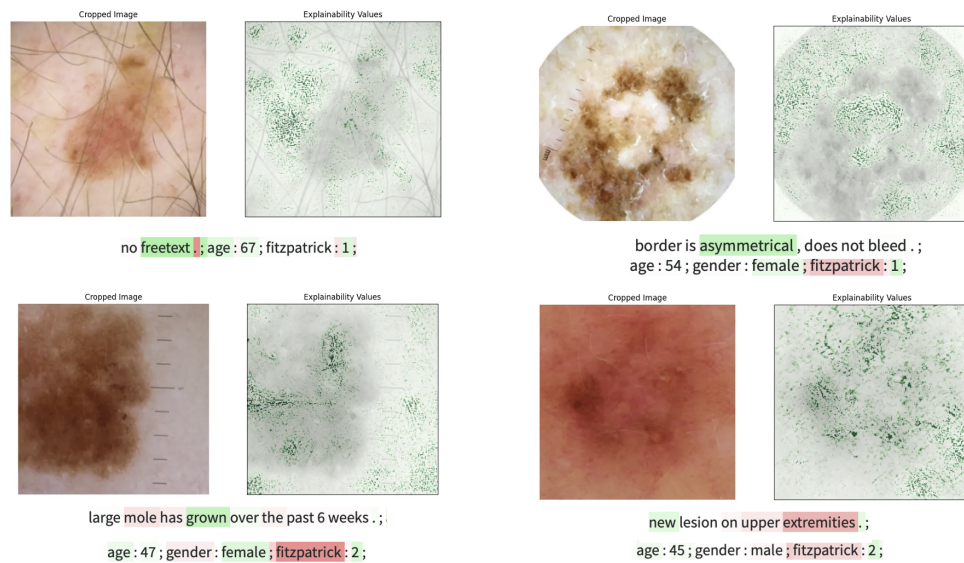 Cropped Image
Explainability Values
no freetext . ; age : 67 ; fitzpatrick : 1 ;
Cropped Image
Explainability Values
border is asymmetrical , does not bleed . ;
age : 54 ; gender : female ; fitzpatrick : 1 ;
Cropped Image
Explainability Values
large mole has grown over the past 6 weeks . ;
age : 47 ; gender : female ; fitzpatrick : 2 ;
Cropped Image
Explainability Values
new lesion on upper extremities . ;
age : 45 ; gender : male ; fitzpatrick : 2 ;